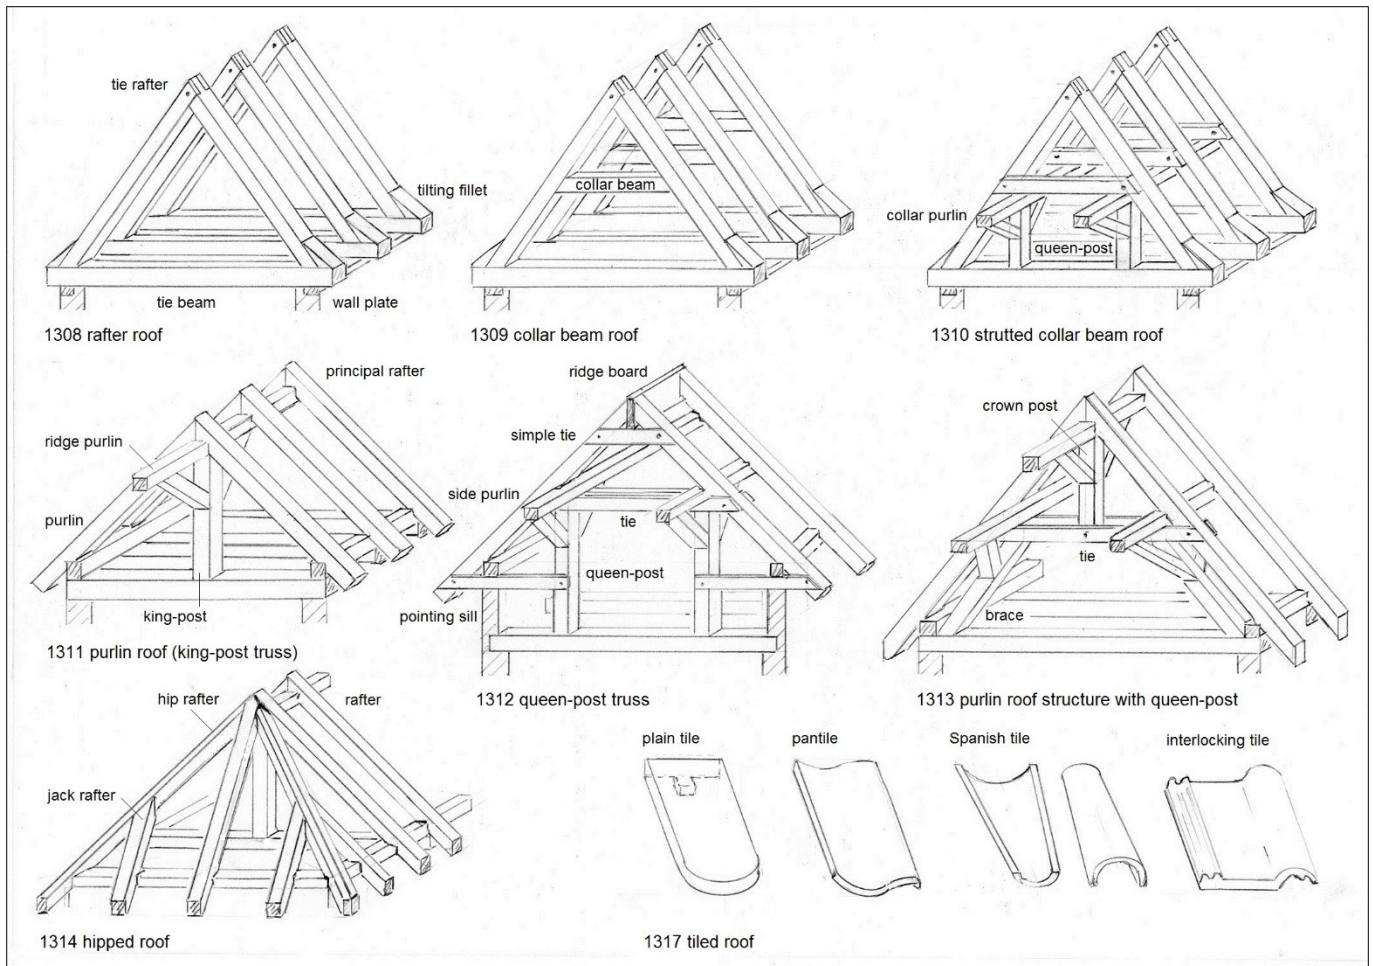 tie rafter
tilting fillet
tie beam
wall plate
1308 rafter roof
collar beam
1309 collar beam roof
collar purlin
queen-post
1310 strutted collar beam roof
principal rafter
ridge purlin
purlin
king-post
1311 purlin roof (king-post truss)
ridge board
simple tie
side purlin
tie
queen-post
pointing sill
1312 queen-post truss
crown post
tie
brace
1313 purlin roof structure with queen-post
hip rafter
rafter
jack rafter
1314 hipped roof
plain tile
pantile
Spanish tile
interlocking tile
1317 tiled roof